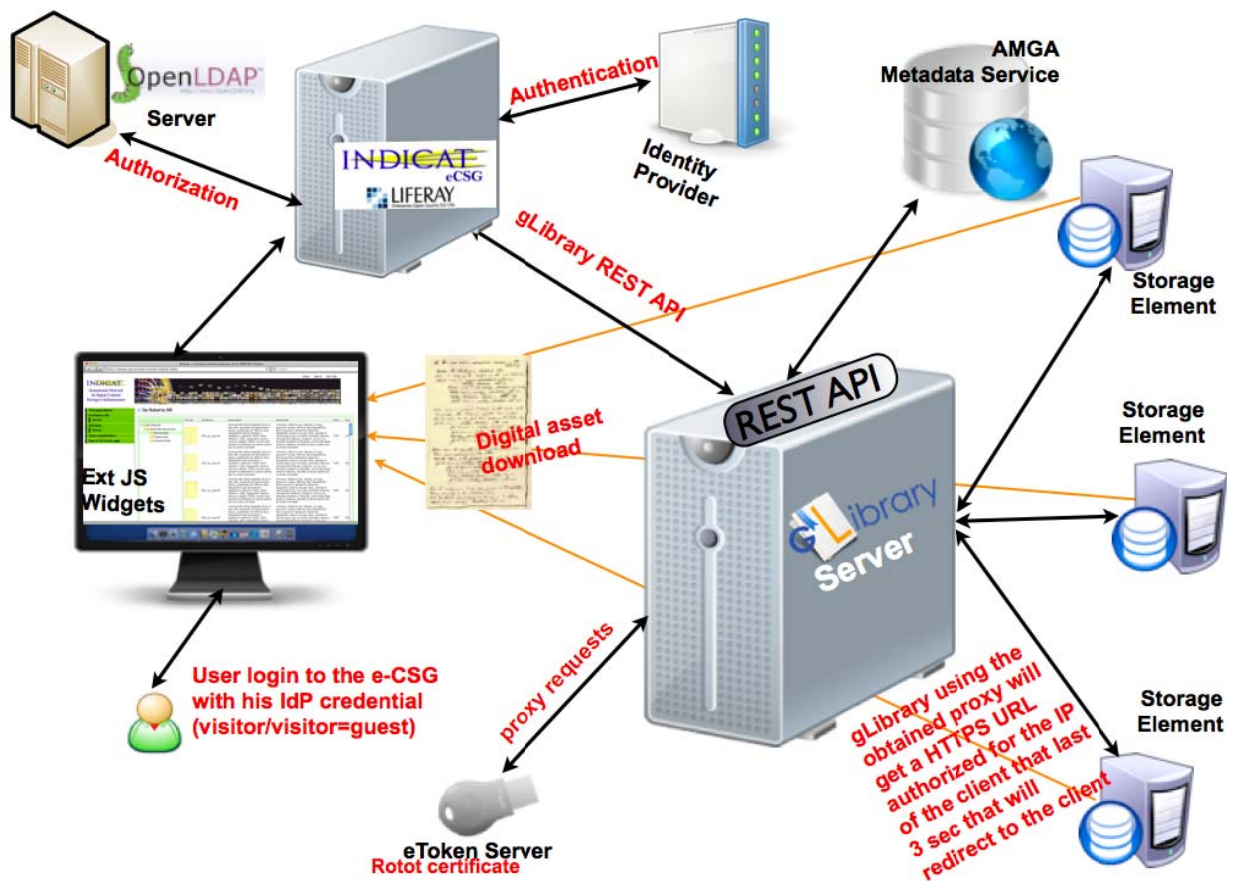 OpenLDAP
Server
Authorization
INDICATE
eCSG
LIFERAY
Authentication
Identity
Provider
AMGA
Metadata Service
Storage
Element
gLibrary REST API
REST API
INDICATE
Ext JS
Widgets
Digital asset
download
Storage
Element
gLibrary
Server
User login to the e-CSG
with his IdP credential
(visitor/visitor=guest)
proxy requests
eToken Server
Rotot certificate
gLibrary using the
obtained proxy will
get a HTTPS URL
authorized for the IP
of the client that last
3 sec that will
redirect to the client
Storage
Element